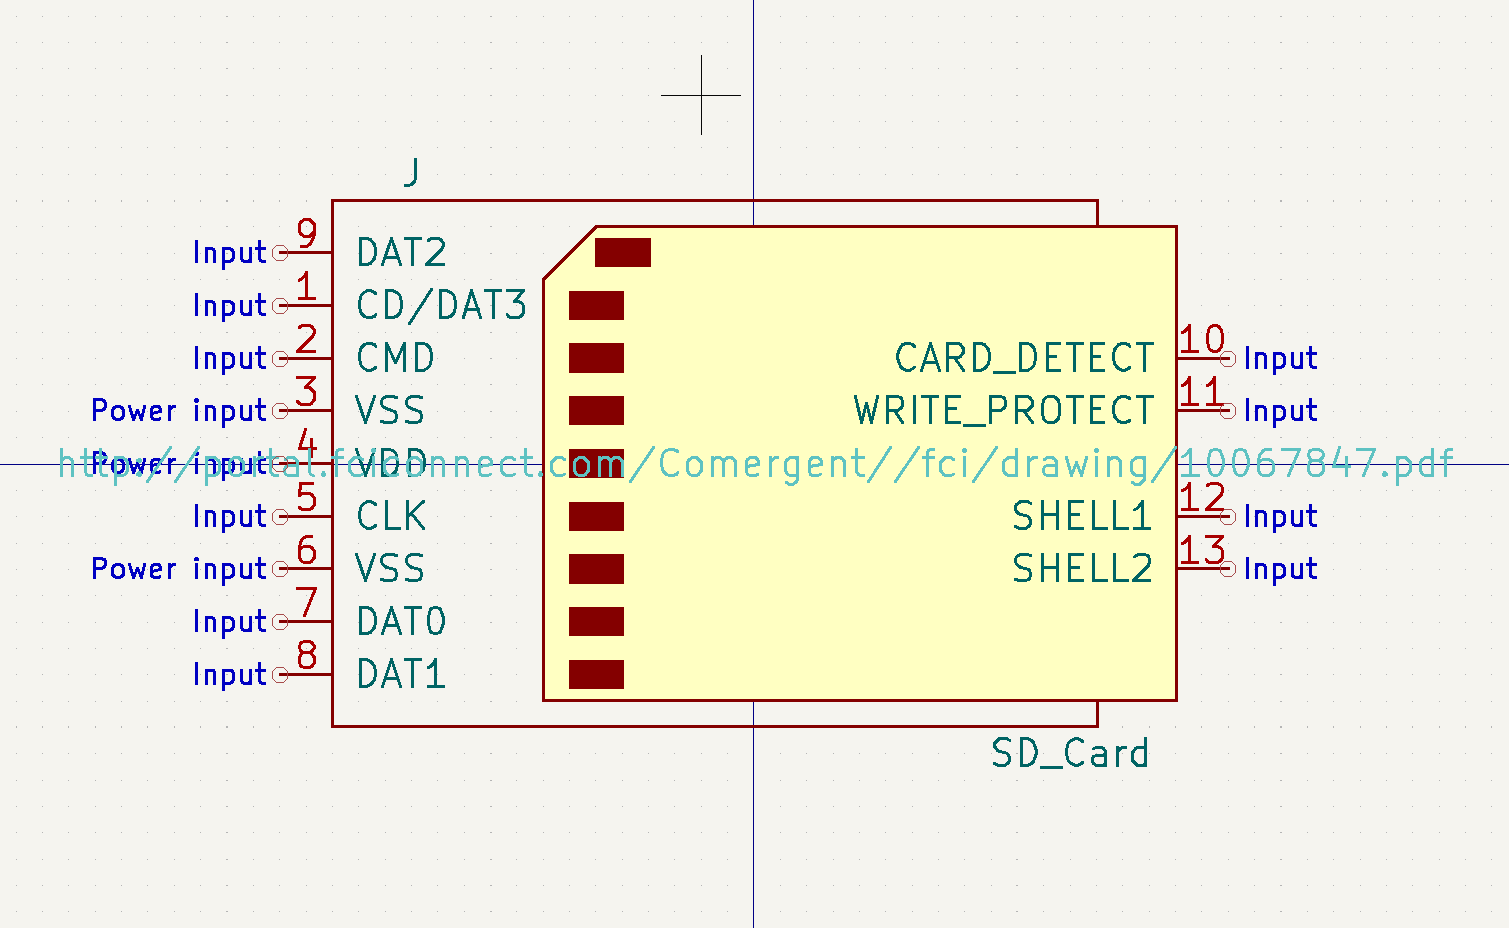 J
Input 9 DAT2
Input 1 CD/DAT3
Input 2 CMD CARD_DETECT 10 Input
Power input 3 VSS WRITE_PROTECT 11 Input
Power input 4 VDD
http://portal.fciconnect.com/Comergent//fci/drawing/10067847.pdf
Input 5 CLK SHELL1 12 Input
Power input 6 VSS SHELL2 13 Input
Input 7 DAT0
Input 8 DAT1
SD_Card